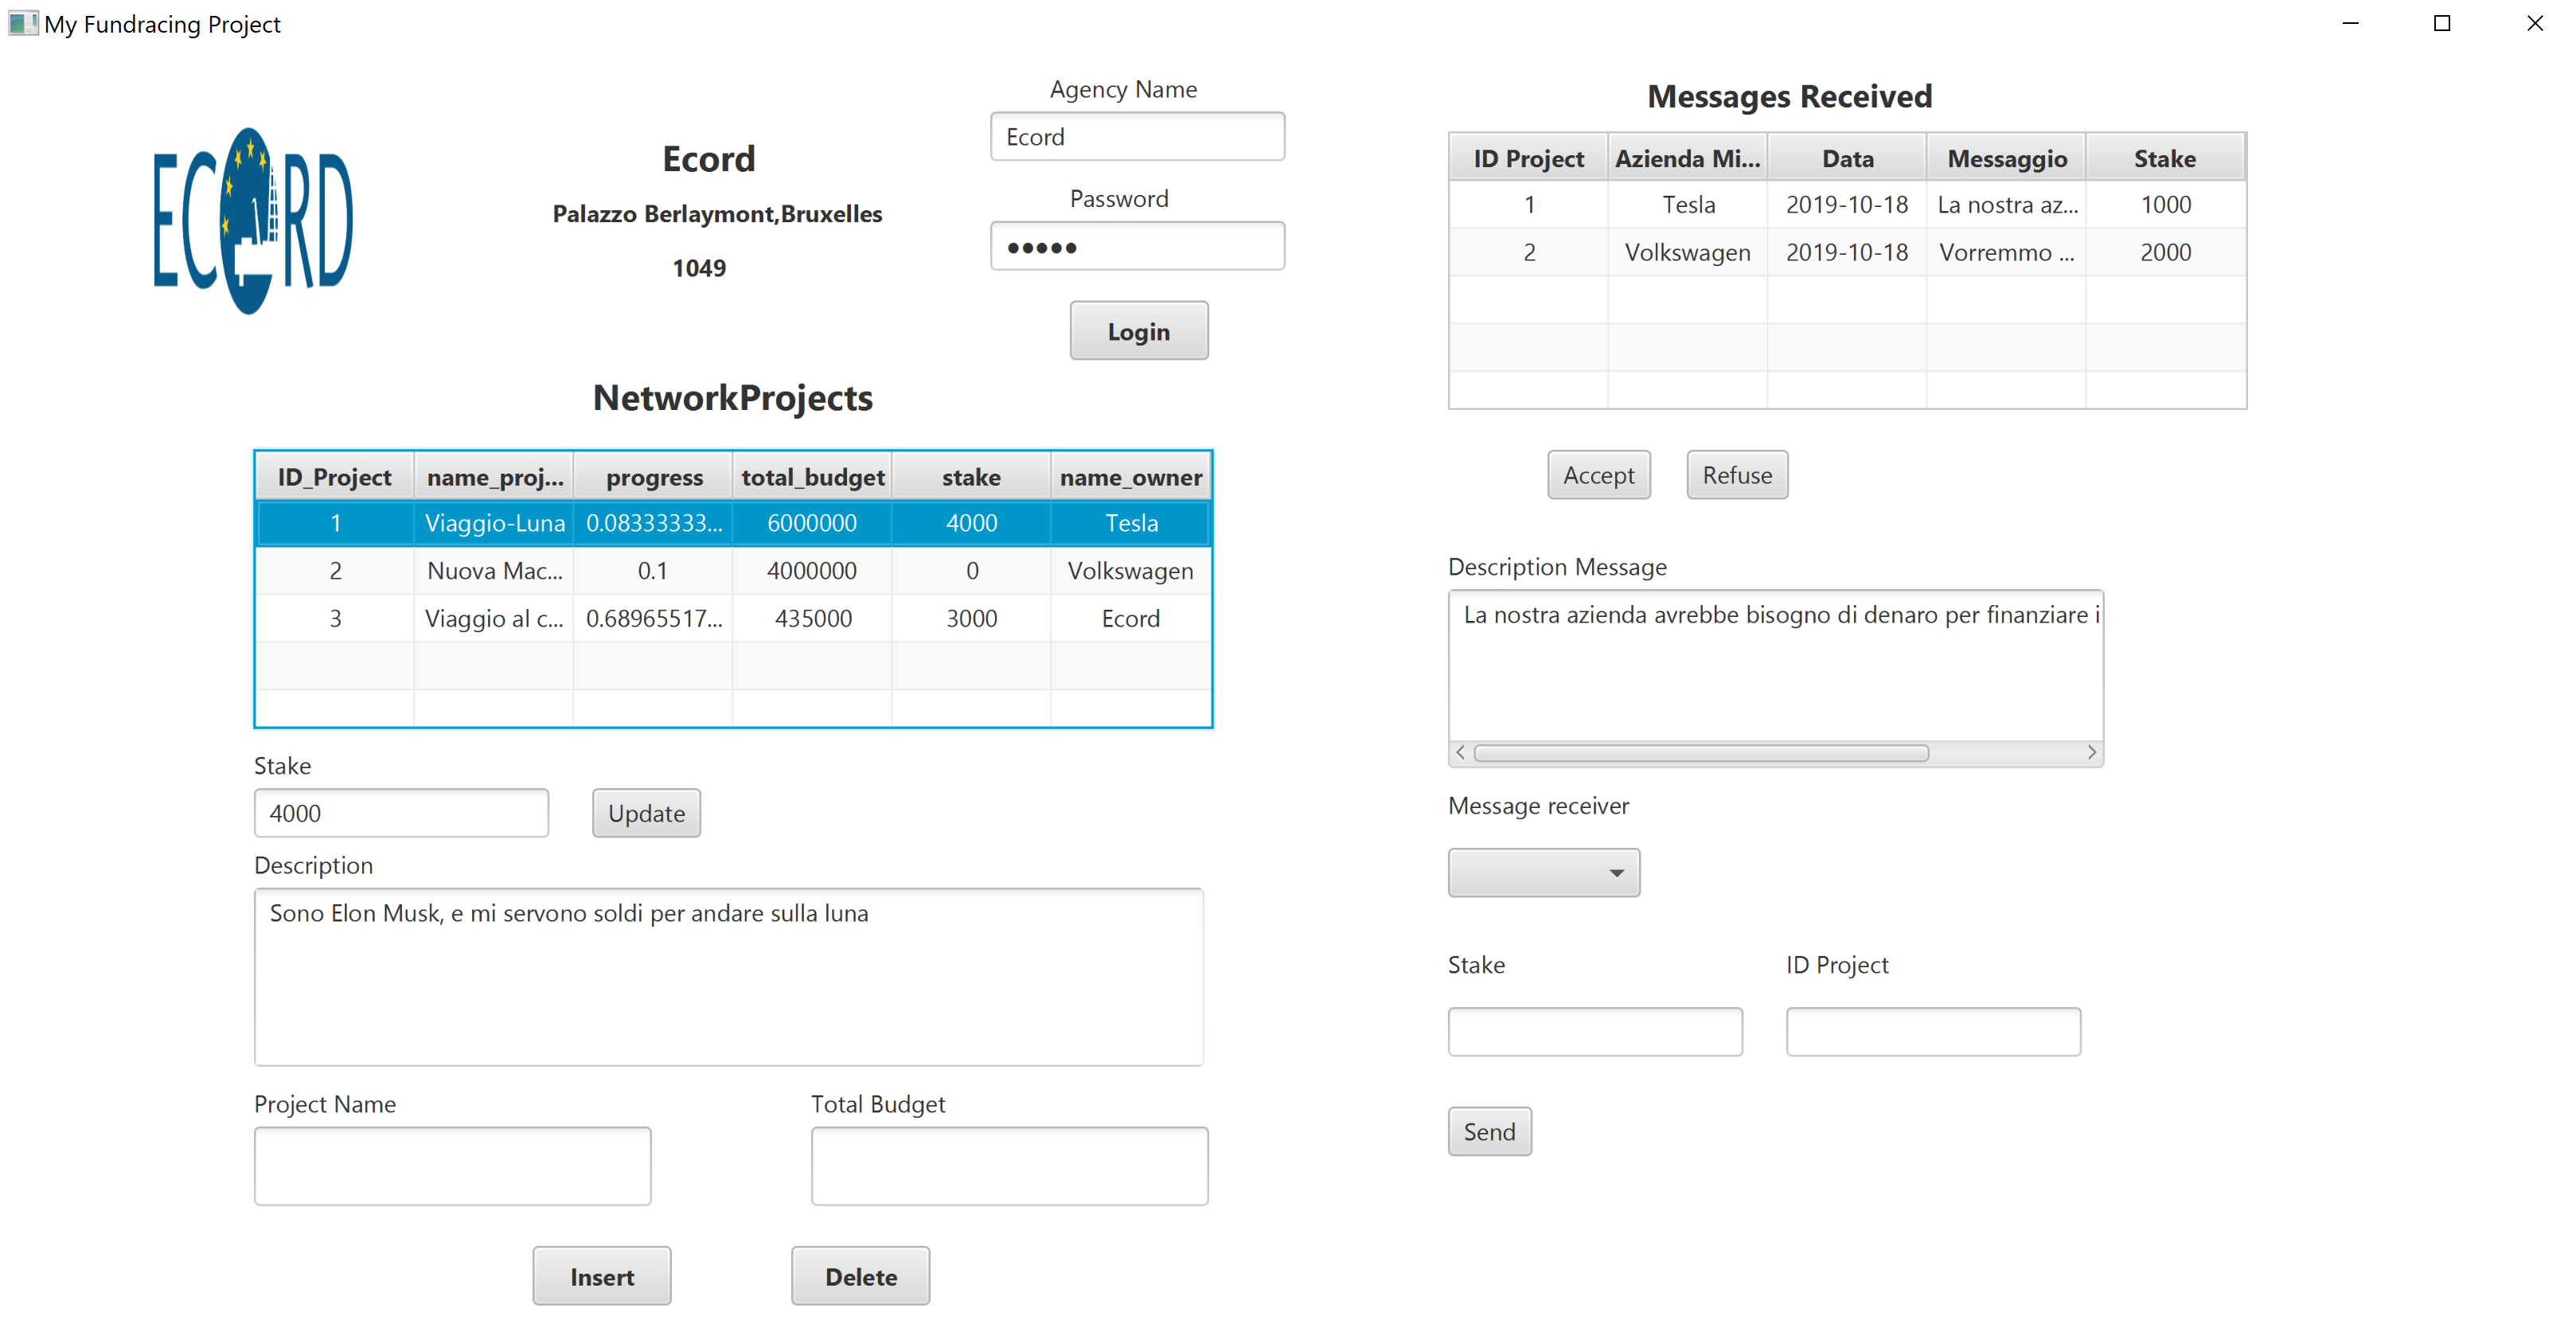 My Fundracing Project
ECORD
Ecord
Palazzo Berlaymont,Bruxelles
1049
Agency Name
Ecord
Password
●●●●●
Login
NetworkProjects
ID_Project name_proj... progress total_budget stake name_owner
1 Viaggio-Luna 0.08333333... 6000000 4000 Tesla
2 Nuova Mac... 0.1 4000000 0 Volkswagen
3 Viaggio al c... 0.68965517... 435000 3000 Ecord
Stake
4000 Update
Description
Sono Elon Musk, e mi servono soldi per andare sulla luna
Project Name Total Budget
Insert Delete
Messages Received
ID Project Azienda Mi... Data Messaggio Stake
1 Tesla 2019-10-18 La nostra az... 1000
2 Volkswagen 2019-10-18 Vorremmo ... 2000
Accept Refuse
Description Message
La nostra azienda avrebbe bisogno di denaro per finanziare i
Message receiver
Stake ID Project
Send